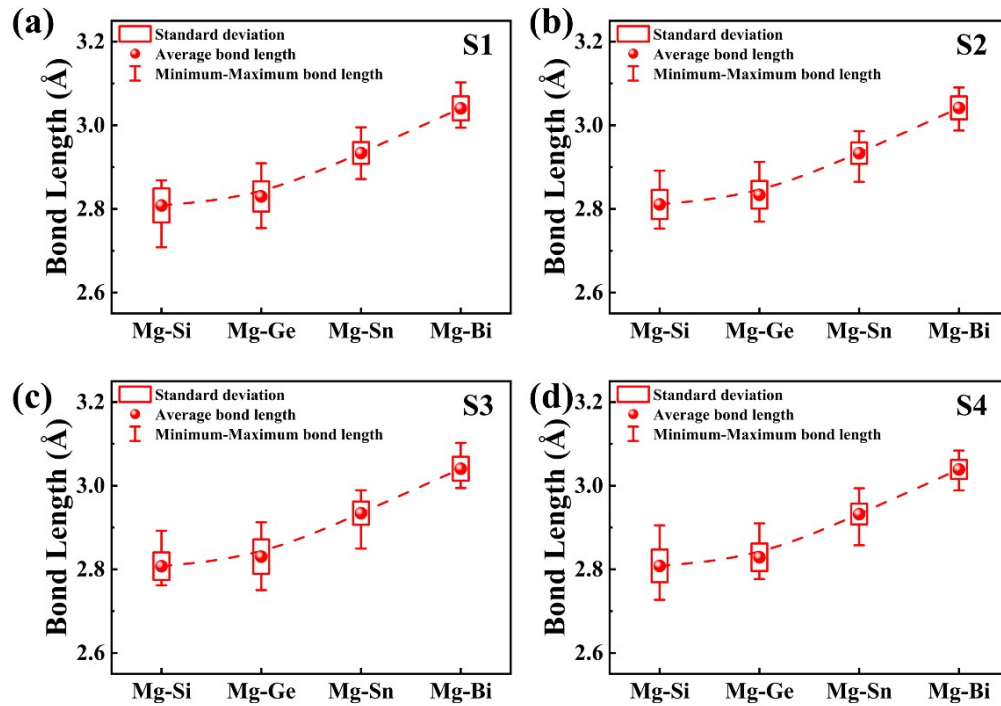 (a)
3.2
3.0
2.8
2.6
Bond Length (Å)
Standard deviation
Average bond length
Minimum-Maximum bond length
S1
Mg-Si Mg-Ge Mg-Sn Mg-Bi
(b)
3.2
3.0
2.8
2.6
Bond Length (Å)
Standard deviation
Average bond length
Minimum-Maximum bond length
S2
Mg-Si Mg-Ge Mg-Sn Mg-Bi
(c)
3.2
3.0
2.8
2.6
Bond Length (Å)
Standard deviation
Average bond length
Minimum-Maximum bond length
S3
Mg-Si Mg-Ge Mg-Sn Mg-Bi
(d)
3.2
3.0
2.8
2.6
Bond Length (Å)
Standard deviation
Average bond length
Minimum-Maximum bond length
S4
Mg-Si Mg-Ge Mg-Sn Mg-Bi